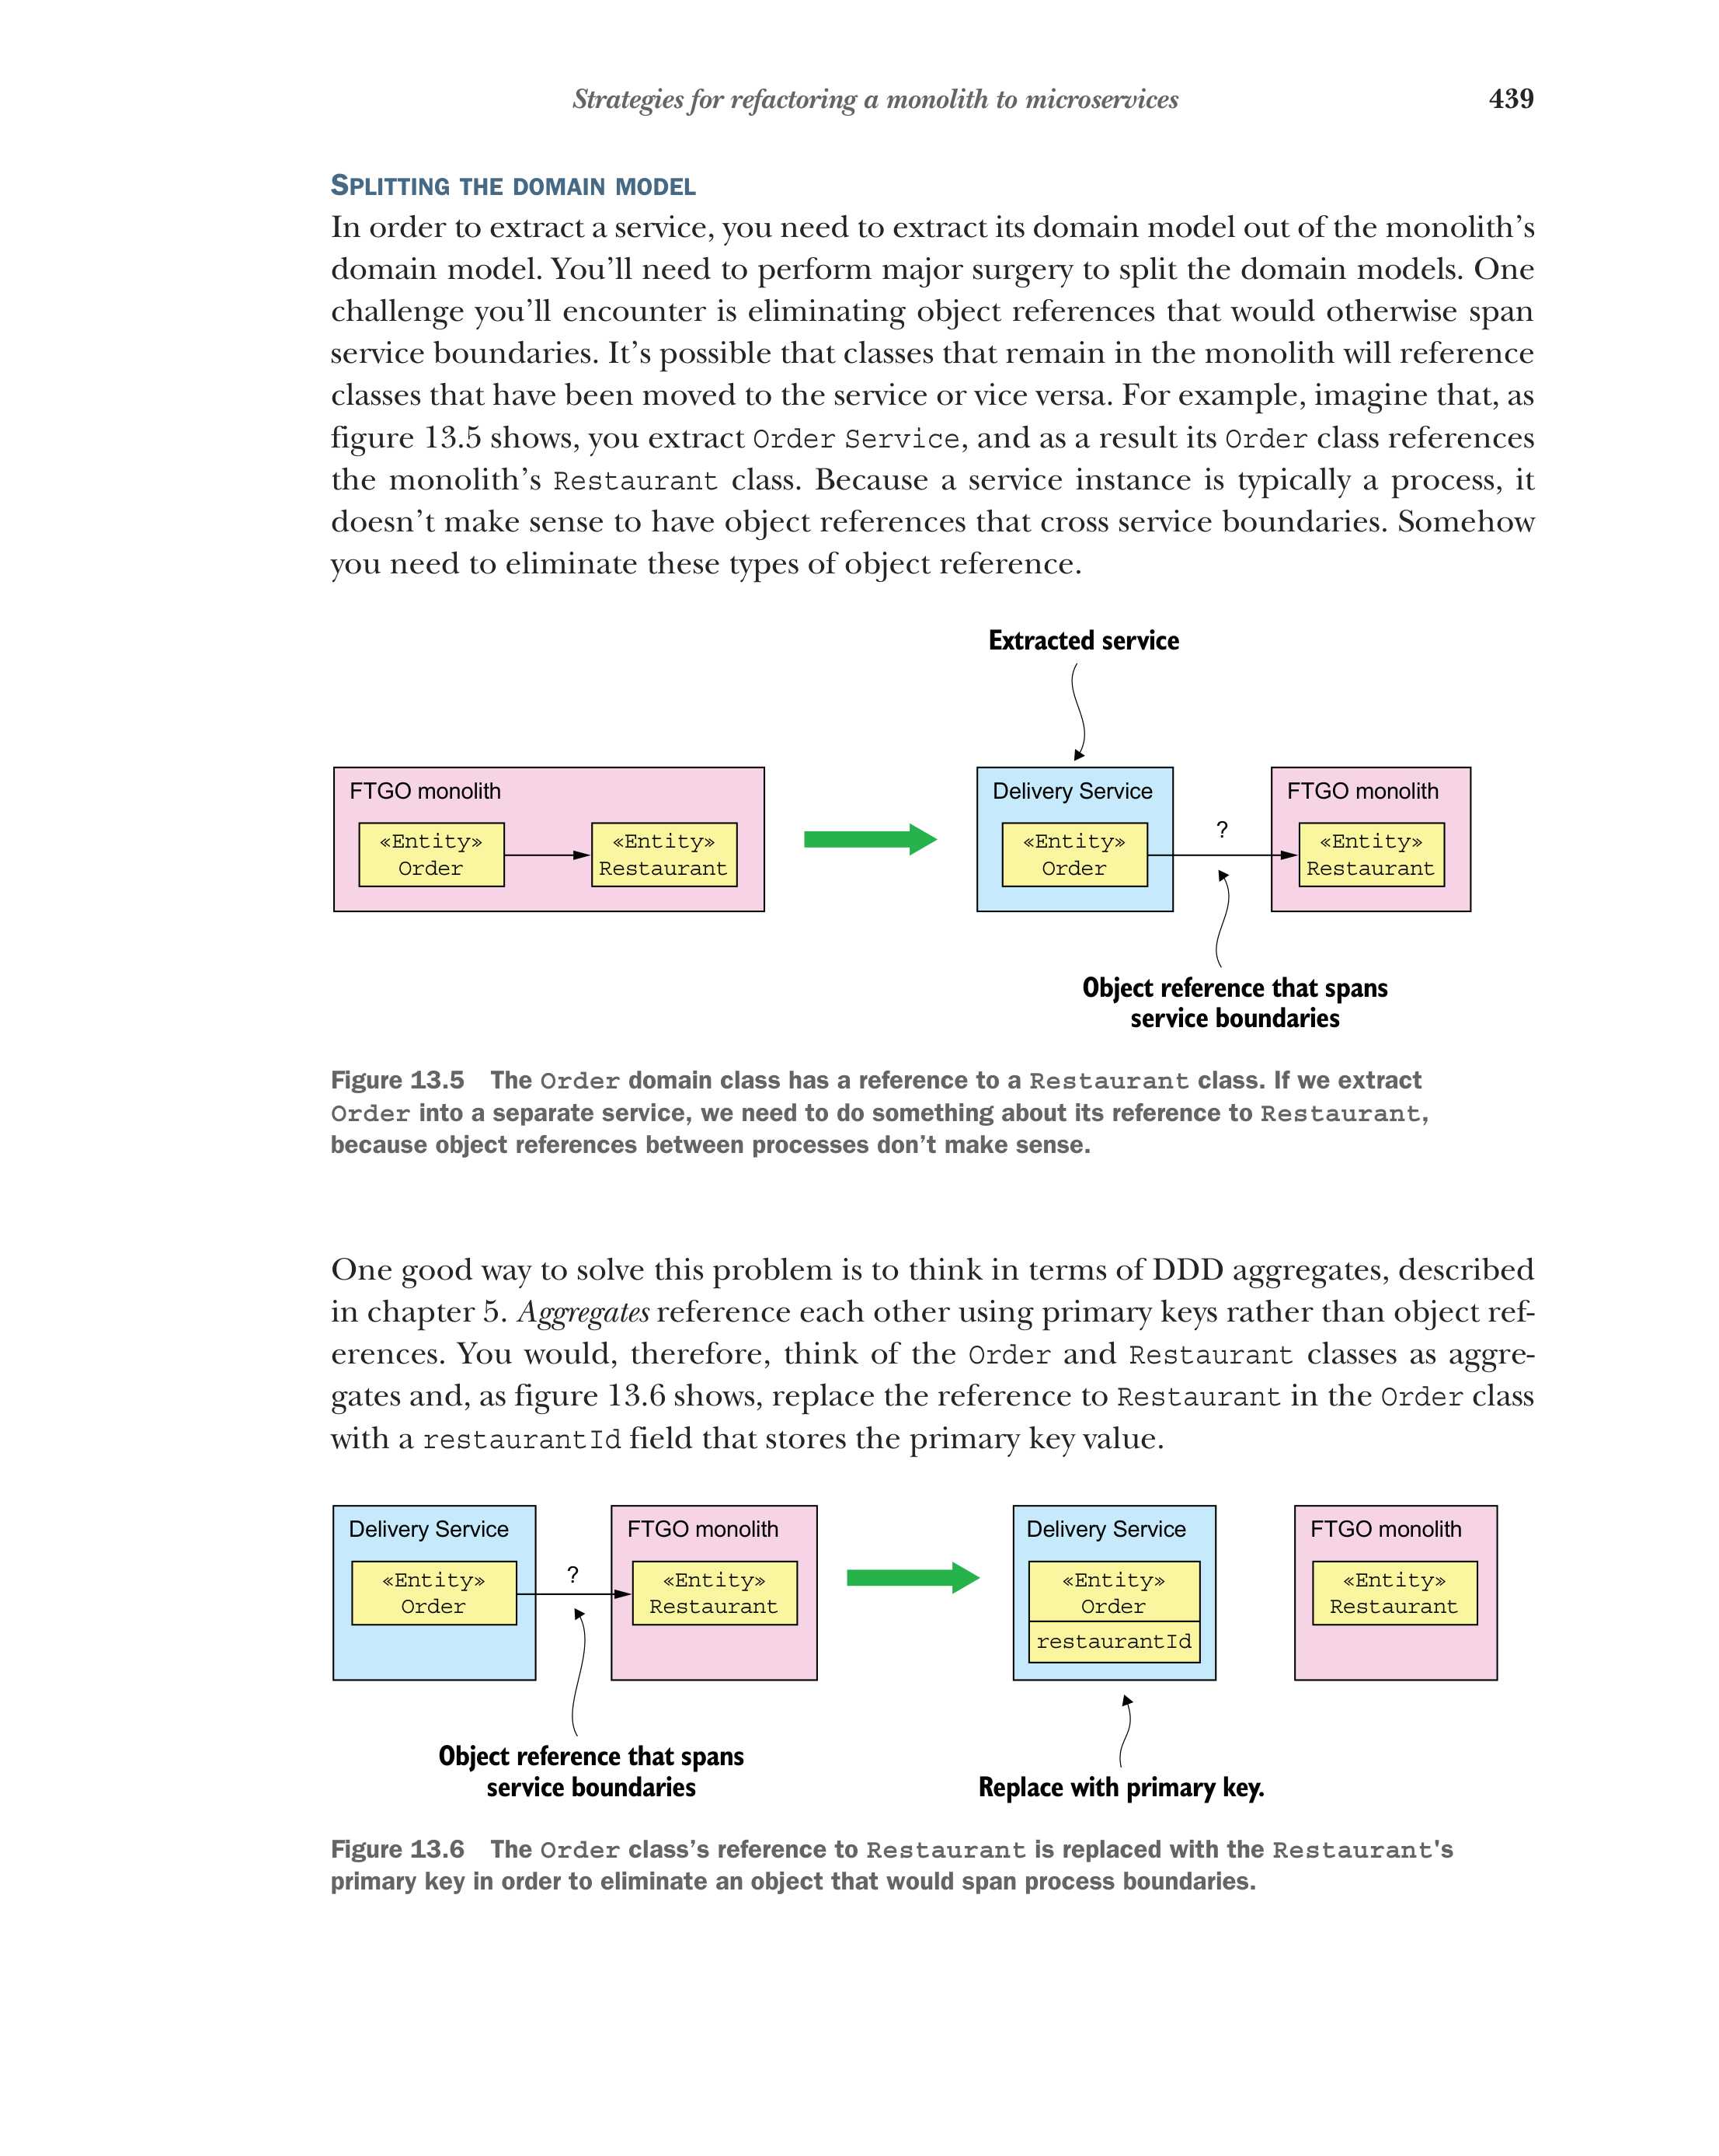 Strategies for refactoring a monolith to microservices 439
SPLITTING THE DOMAIN MODEL
In order to extract a service, you need to extract its domain model out of the monolith’s
domain model. You’ll need to perform major surgery to split the domain models. One
challenge you’ll encounter is eliminating object references that would otherwise span
service boundaries. It’s possible that classes that remain in the monolith will reference
classes that have been moved to the service or vice versa. For example, imagine that, as
figure 13.5 shows, you extract Order Service, and as a result its Order class references
the monolith’s Restaurant class. Because a service instance is typically a process, it
doesn’t make sense to have object references that cross service boundaries. Somehow
you need to eliminate these types of object reference.
Extracted service
FTGO monolith
«Entity»
Order
«Entity»
Restaurant
Delivery Service
«Entity»
Order
?
FTGO monolith
«Entity»
Restaurant
Object reference that spans
service boundaries
Figure 13.5 The Order domain class has a reference to a Restaurant class. If we extract
Order into a separate service, we need to do something about its reference to Restaurant,
because object references between processes don’t make sense.
One good way to solve this problem is to think in terms of DDD aggregates, described
in chapter 5. Aggregates reference each other using primary keys rather than object ref-
erences. You would, therefore, think of the Order and Restaurant classes as aggre-
gates and, as figure 13.6 shows, replace the reference to Restaurant in the Order class
with a restaurantId field that stores the primary key value.
Delivery Service
«Entity»
Order
?
FTGO monolith
«Entity»
Restaurant
Delivery Service
«Entity»
Order
restaurantId
FTGO monolith
«Entity»
Restaurant
Object reference that spans
service boundaries
Replace with primary key.
Figure 13.6 The Order class’s reference to Restaurant is replaced with the Restaurant's
primary key in order to eliminate an object that would span process boundaries.